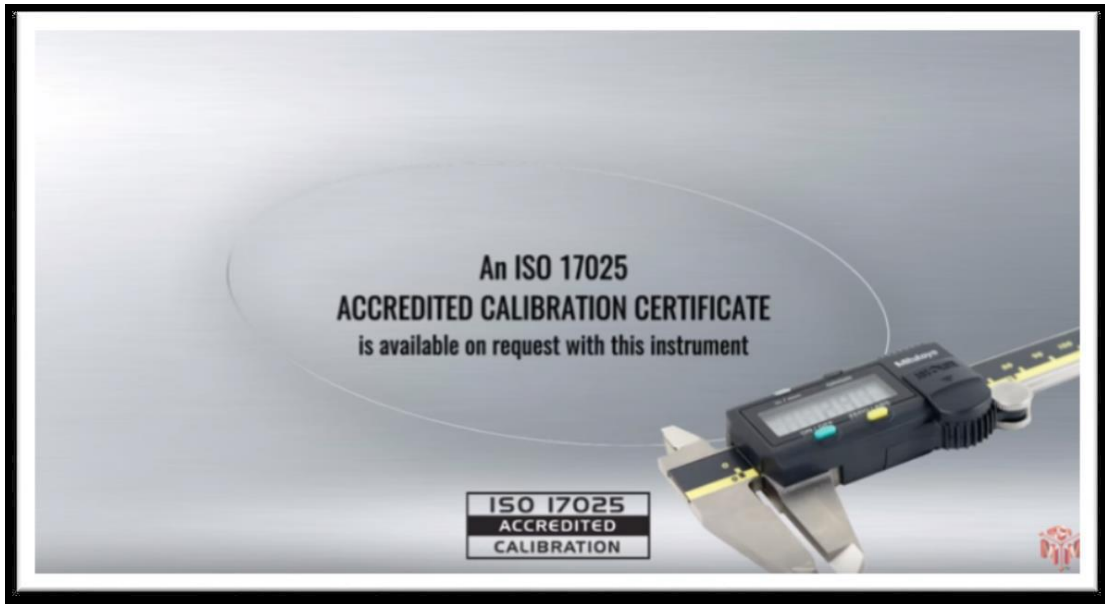 An ISO 17025
ACCREDITED CALIBRATION CERTIFICATE
is available on request with this instrument
Mitutoyo
ISO 17025
ACCREDITED
CALIBRATION